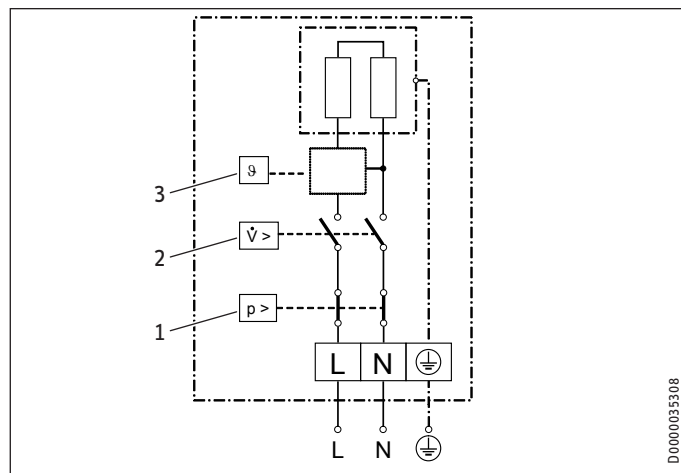 3
ϑ
2
V̇ >
1
p >
L N ⏚
L N ⏚
D0000035308